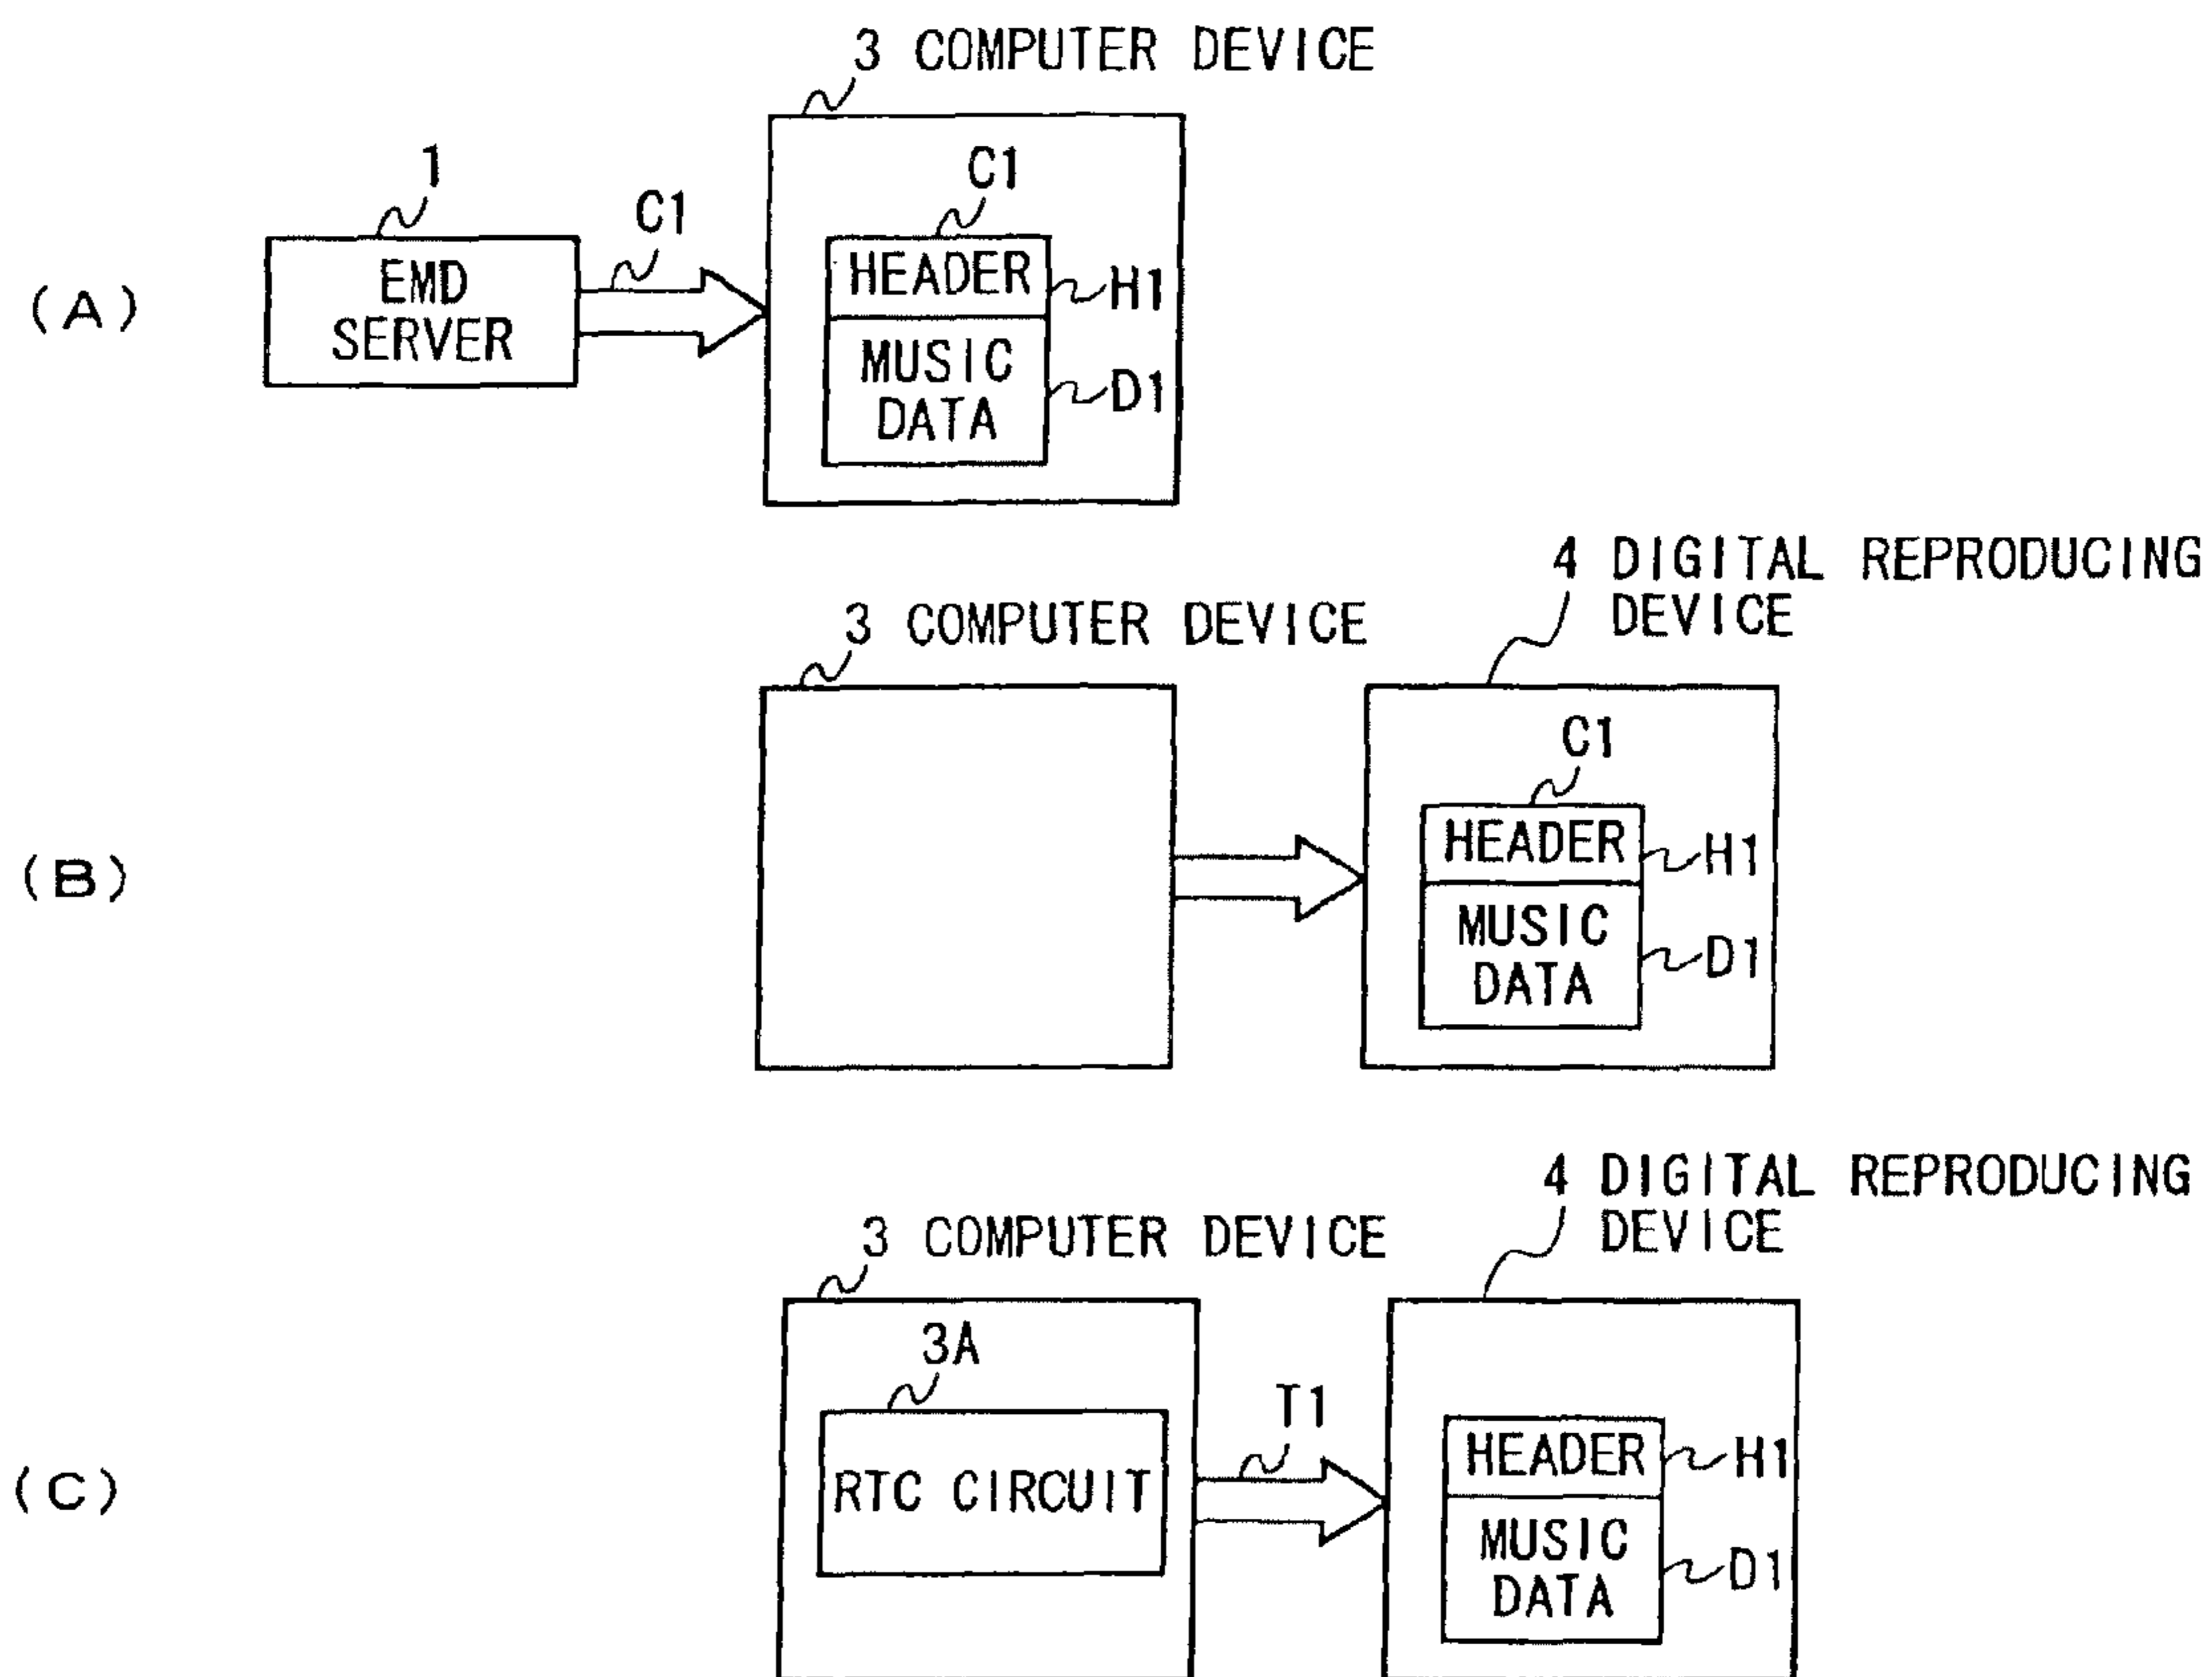 3 COMPUTER DEVICE
1
C1
C1
(A)
EMD
SERVER
HEADER
H1
MUSIC
DATA
D1
4 DIGITAL REPRODUCING
DEVICE
3 COMPUTER DEVICE
C1
(B)
HEADER
H1
MUSIC
DATA
D1
4 DIGITAL REPRODUCING
DEVICE
3 COMPUTER DEVICE
3A
T1
(C)
RTC CIRCUIT
HEADER
H1
MUSIC
DATA
D1